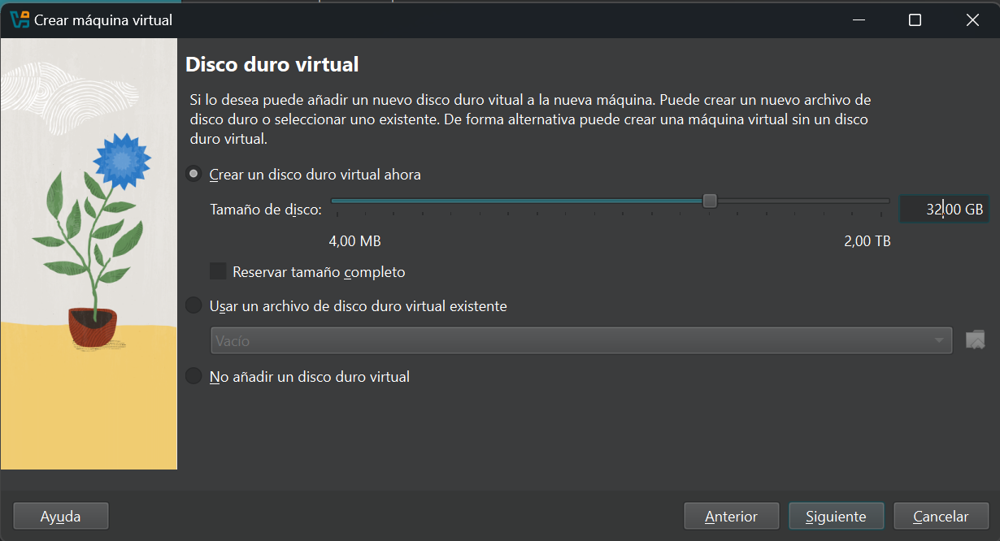 Crear máquina virtual
Disco duro virtual
Si lo desea puede añadir un nuevo disco duro vitual a la nueva máquina. Puede crear un nuevo archivo de
disco duro o seleccionar uno existente. De forma alternativa puede crear una máquina virtual sin un disco
duro virtual.
Crear un disco duro virtual ahora
Tamaño de disco:
32,00 GB
4,00 MB
2,00 TB
Reservar tamaño completo
Usar un archivo de disco duro virtual existente
Vacío
No añadir un disco duro virtual
Ayuda
Anterior
Siguiente
Cancelar